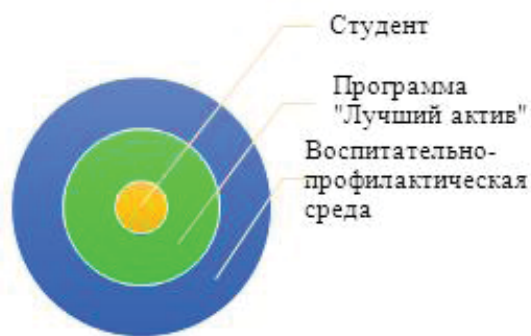 Студент
Программа
"Лучший актив"
Воспитательно-
профилактическая
среда